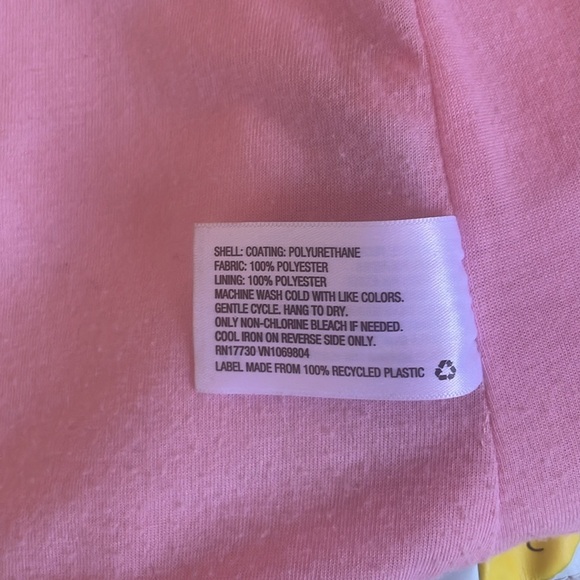 SHELL: COATING: POLYURETHANE
FABRIC: 100% POLYESTER
LINING: 100% POLYESTER
MACHINE WASH COLD WITH LIKE COLORS.
GENTLE CYCLE. HANG TO DRY.
ONLY NON-CHLORINE BLEACH IF NEEDED.
COOL IRON ON REVERSE SIDE ONLY.
RN17730 VN1069804
LABEL MADE FROM 100% RECYCLED PLASTIC